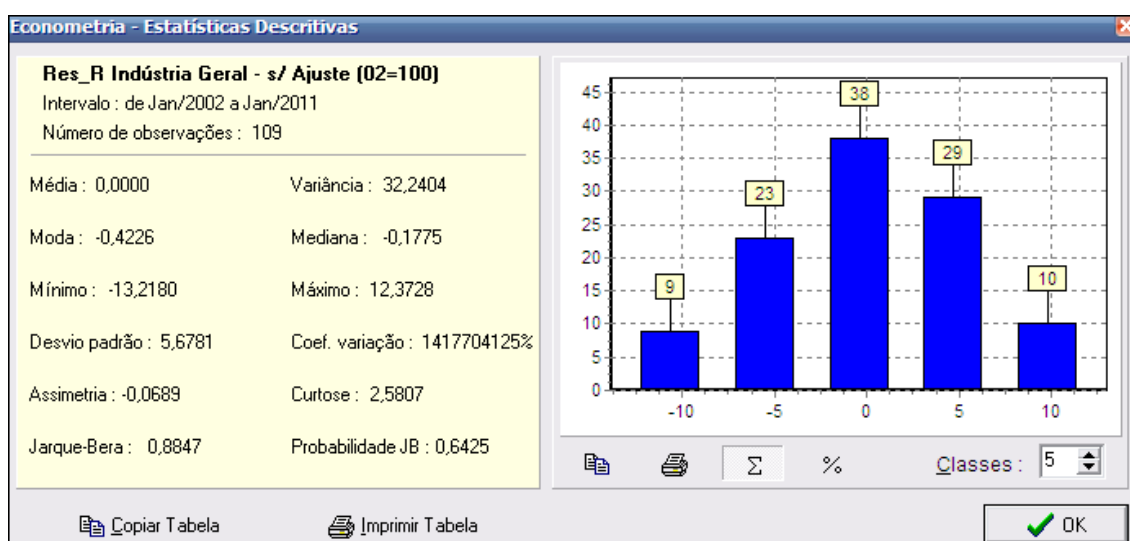 Econometria - Estatísticas Descritivas
Res_R Indústria Geral - s/ Ajuste (02=100)
Intervalo : de Jan/2002 a Jan/2011
Número de observações : 109
Média : 0,0000 Variância : 32,2404
Moda : -0,4226 Mediana : -0,1775
Mínimo : -13,2180 Máximo : 12,3728
Desvio padrão : 5,6781 Coef. variação : 1417704125%
Assimetria : -0,0689 Curtose : 2,5807
Jarque-Bera : 0,8847 Probabilidade JB : 0,6425
45
40
35
30
25
20
15
10
5
0
9
23
38
29
10
-10 -5 0 5 10
Σ % Classes : 5
Copiar Tabela Imprimir Tabela OK